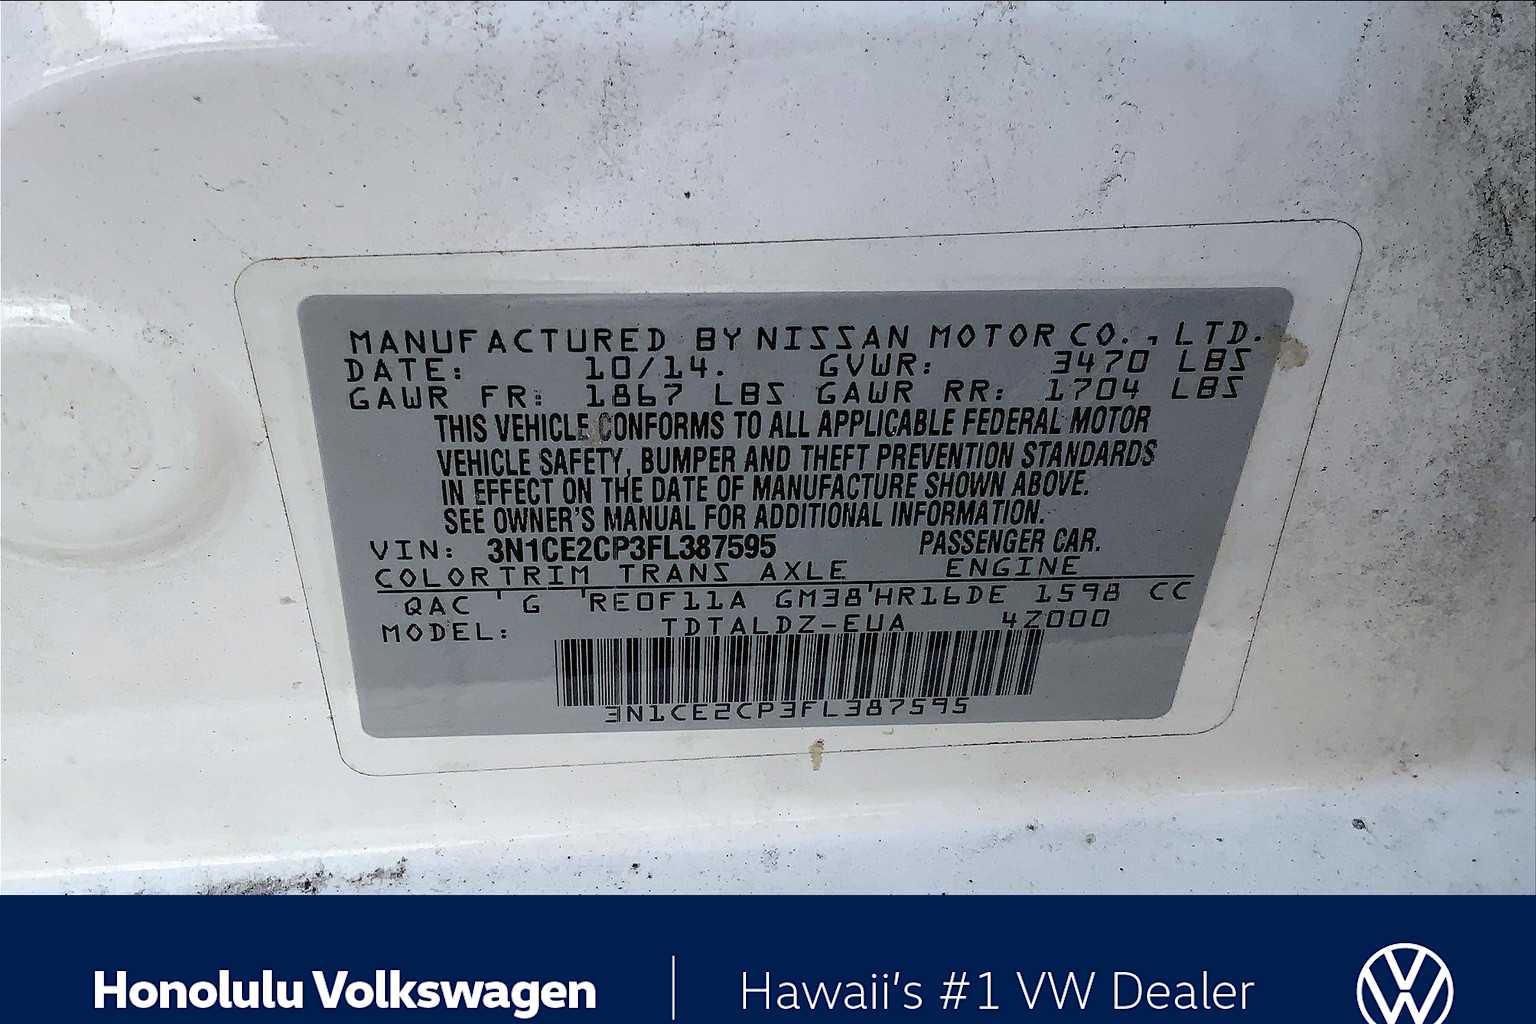 MANUFACTURED BY NISSAN MOTOR CO., LTD.
DATE: 10/14. GVWR: 3470 LBS
GAWR FR: 1867 LBS GAWR RR: 1704 LBS
THIS VEHICLE CONFORMS TO ALL APPLICABLE FEDERAL MOTOR
VEHICLE SAFETY, BUMPER AND THEFT PREVENTION STANDARDS
IN EFFECT ON THE DATE OF MANUFACTURE SHOWN ABOVE.
SEE OWNER'S MANUAL FOR ADDITIONAL INFORMATION.
VIN: 3N1CE2CP3FL387595 PASSENGER CAR.
COLOR TRIM TRANS AXLE ENGINE
QAC ' G 'RE0F11A GM38'HR16DE 1598 CC
MODEL: TDTALDZ-EUA 4Z000
3N1CE2CP3FL387595
Honolulu Volkswagen | Hawaii's #1 VW Dealer